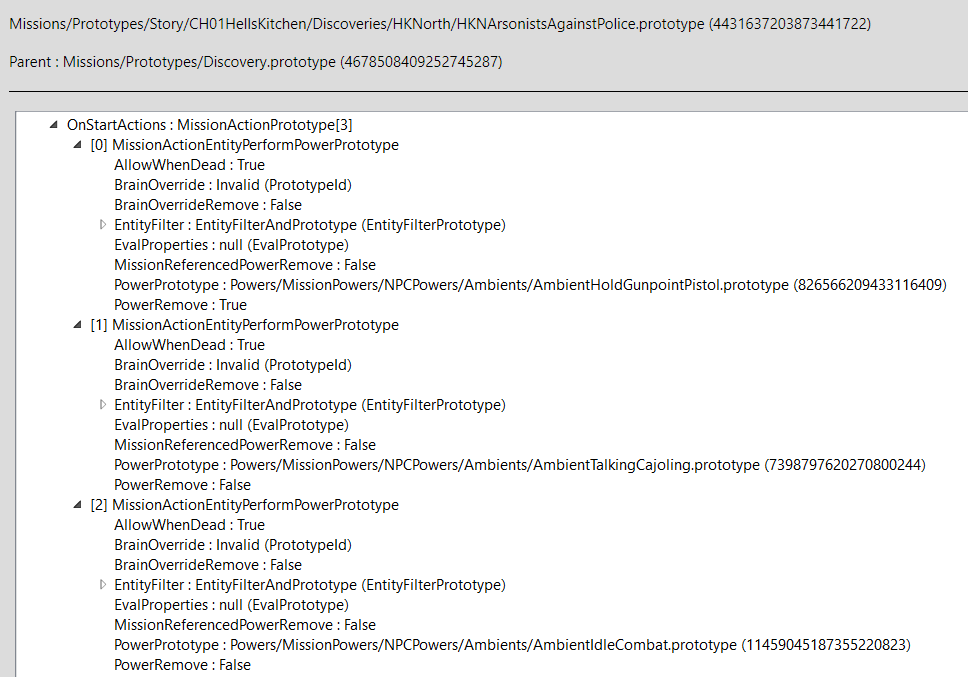 Missions/Prototypes/Story/CH01HellsKitchen/Discoveries/HKNorth/HKNArsonistsAgainstPolice.prototype (4431637203873441722)
Parent : Missions/Prototypes/Discovery.prototype (4678508409252745287)
OnStartActions : MissionActionPrototype[3]
[0] MissionActionEntityPerformPowerPrototype
AllowWhenDead : True
BrainOverride : Invalid (PrototypeId)
BrainOverrideRemove : False
EntityFilter : EntityFilterAndPrototype (EntityFilterPrototype)
EvalProperties : null (EvalPrototype)
MissionReferencedPowerRemove : False
PowerPrototype : Powers/MissionPowers/NPCPowers/Ambients/AmbientHoldGunpointPistol.prototype (826566209433116409)
PowerRemove : True
[1] MissionActionEntityPerformPowerPrototype
AllowWhenDead : True
BrainOverride : Invalid (PrototypeId)
BrainOverrideRemove : False
EntityFilter : EntityFilterAndPrototype (EntityFilterPrototype)
EvalProperties : null (EvalPrototype)
MissionReferencedPowerRemove : False
PowerPrototype : Powers/MissionPowers/NPCPowers/Ambients/AmbientTalkingCajoling.prototype (7398797620270800244)
PowerRemove : False
[2] MissionActionEntityPerformPowerPrototype
AllowWhenDead : True
BrainOverride : Invalid (PrototypeId)
BrainOverrideRemove : False
EntityFilter : EntityFilterAndPrototype (EntityFilterPrototype)
EvalProperties : null (EvalPrototype)
MissionReferencedPowerRemove : False
PowerPrototype : Powers/MissionPowers/NPCPowers/Ambients/AmbientIdleCombat.prototype (11459045187355220823)
PowerRemove : False